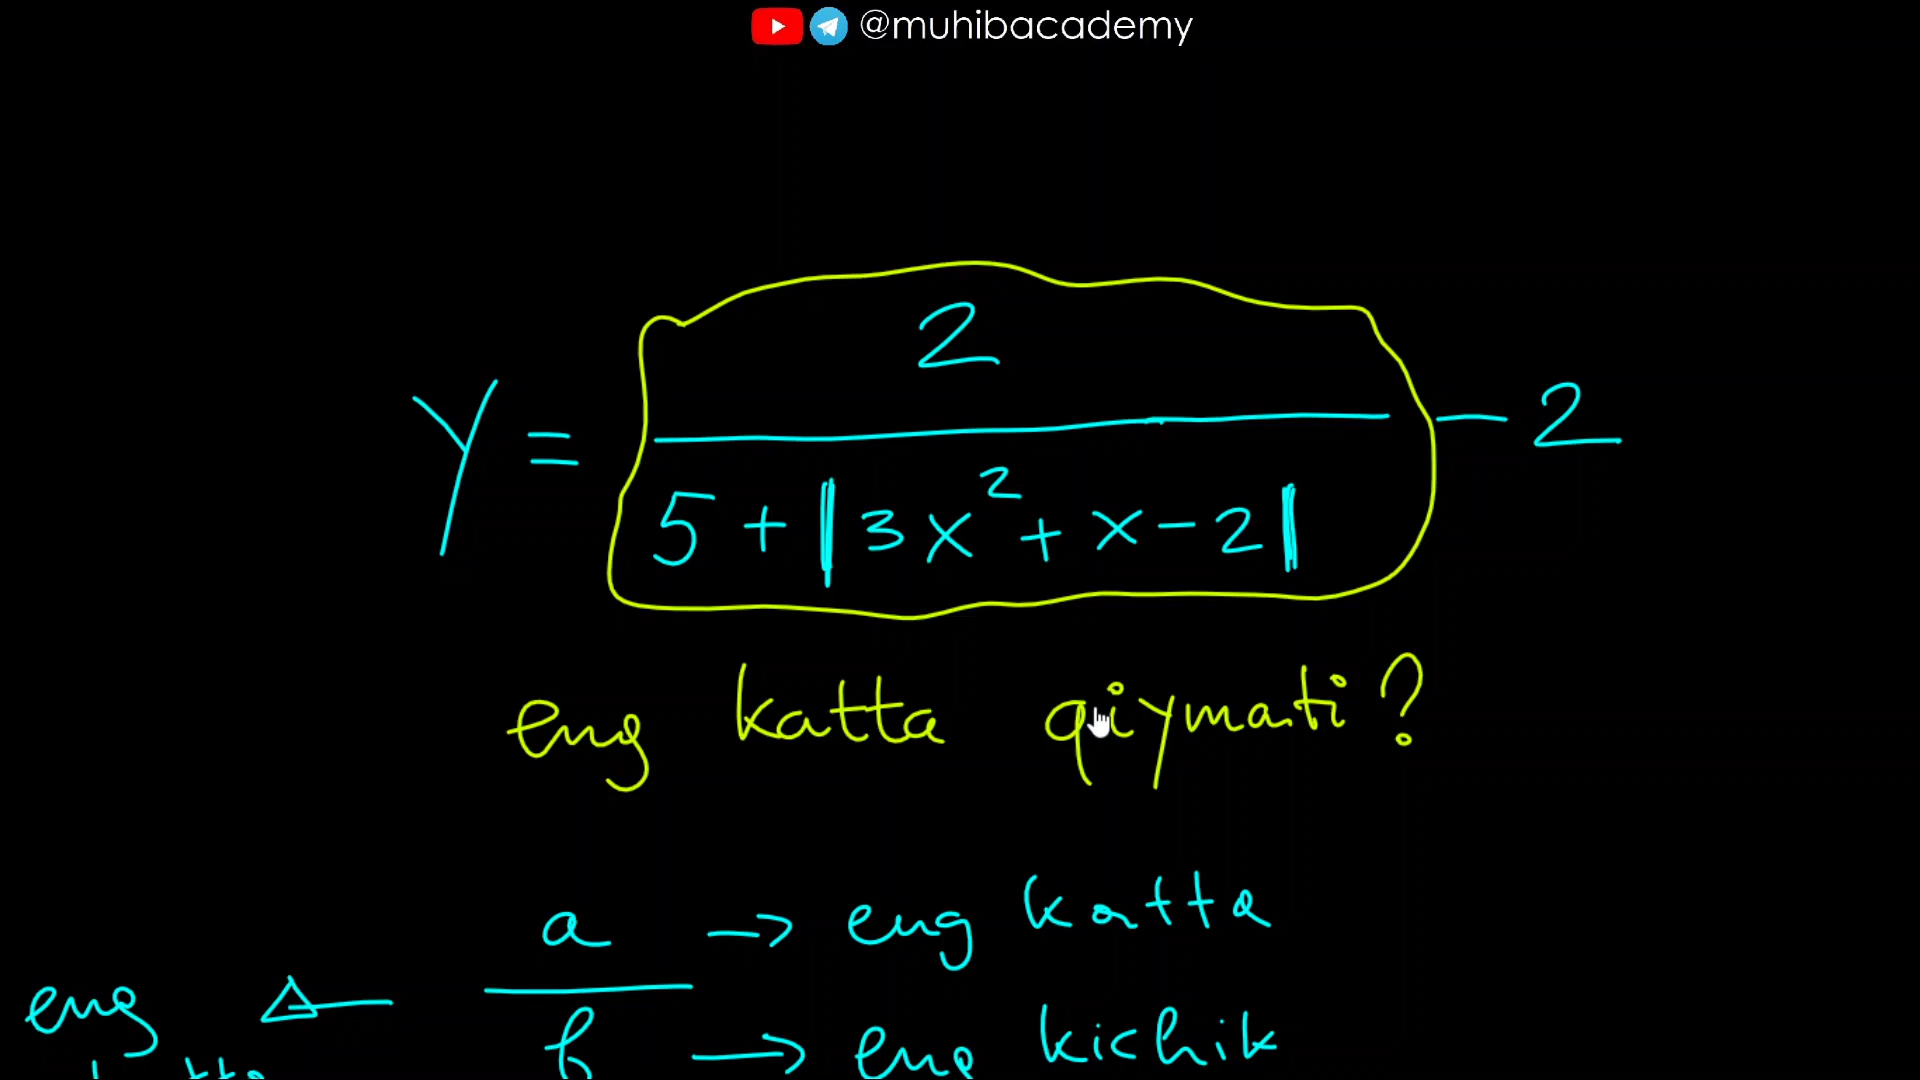 @muhibacademy
Y = 2 / (5 + |3x² + x - 2|) - 2
eng katta qiymati?
a → eng katta
eng ← —
b → eng kichik